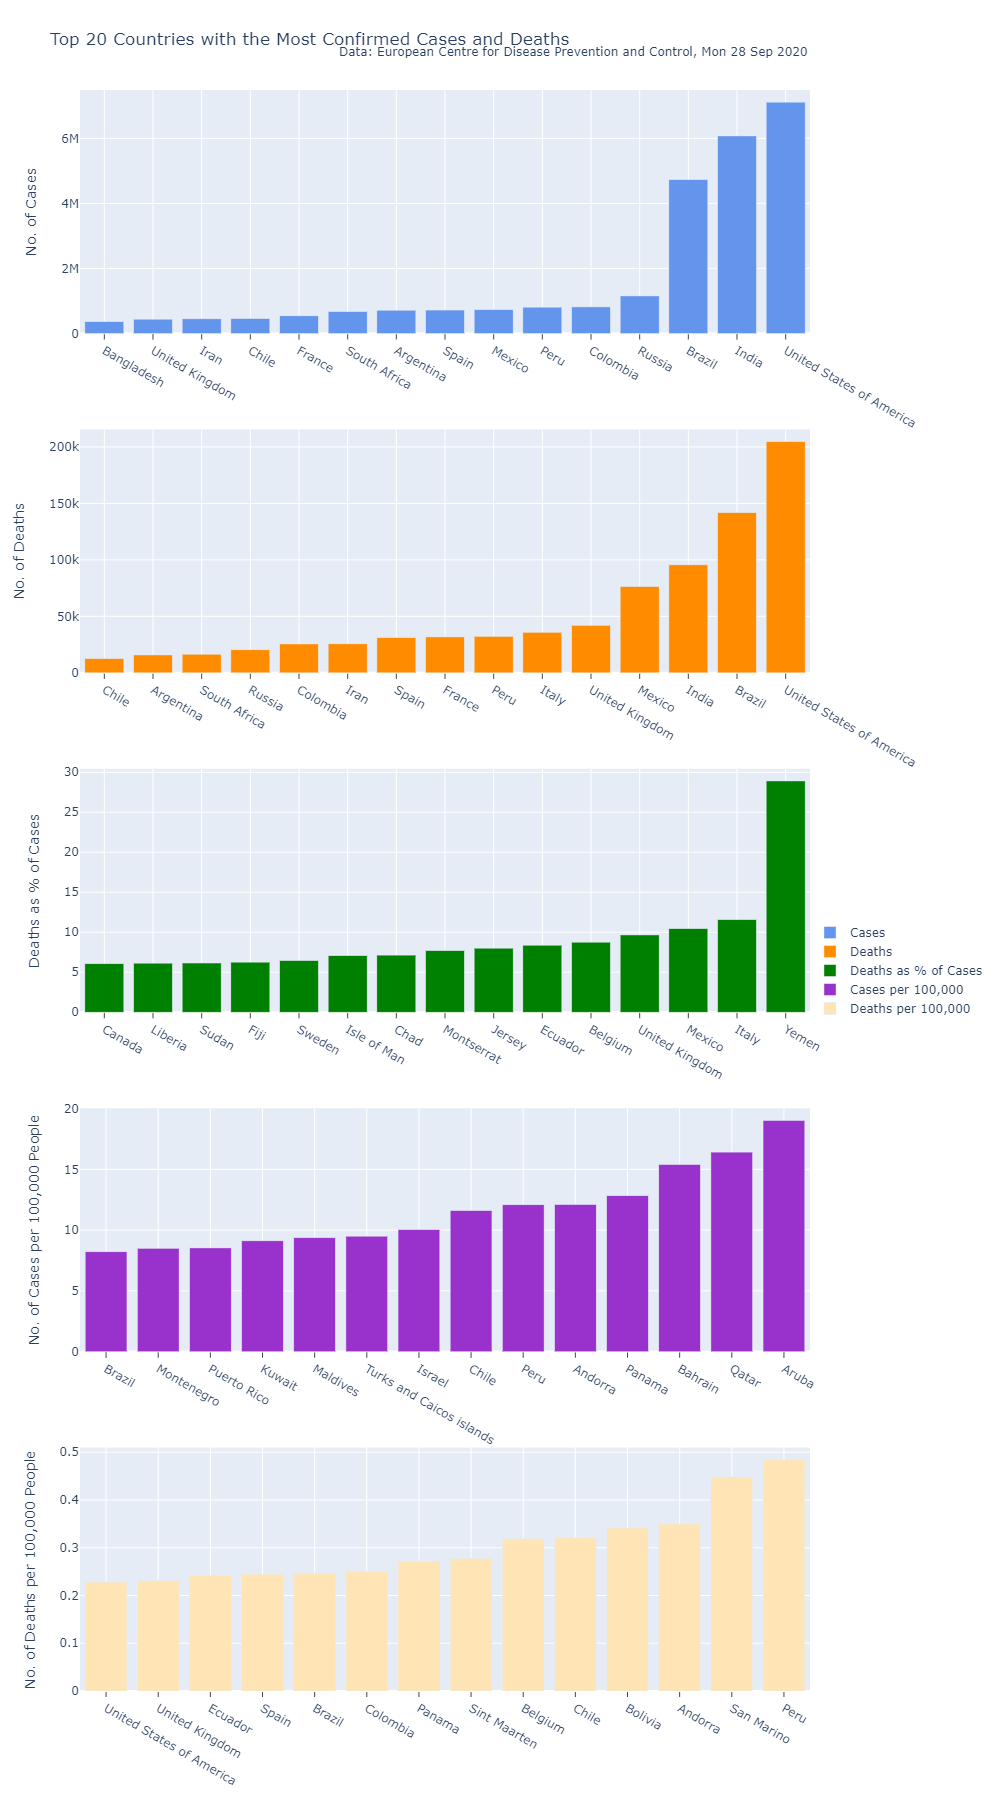 Top 20 Countries with the Most Confirmed Cases and Deaths
Data: European Centre for Disease Prevention and Control, Mon 28 Sep 2020
No. of Cases
6M
4M
2M
0
Bangladesh
United Kingdom
Iran
Chile
France
South Africa
Argentina
Spain
Mexico
Peru
Colombia
Russia
Brazil
India
United States of America
No. of Deaths
200k
150k
100k
50k
0
Chile
Argentina
South Africa
Russia
Colombia
Iran
Spain
France
Peru
Italy
United Kingdom
Mexico
India
Brazil
United States of America
Deaths as % of Cases
30
25
20
15
10
5
0
Canada
Liberia
Sudan
Fiji
Sweden
Isle of Man
Chad
Montserrat
Jersey
Ecuador
Belgium
United Kingdom
Mexico
Italy
Yemen
Cases
Deaths
Deaths as % of Cases
Cases per 100,000
Deaths per 100,000
No. of Cases per 100,000 People
20
15
10
5
0
Brazil
Montenegro
Puerto Rico
Kuwait
Maldives
Turks and Caicos islands
Israel
Chile
Peru
Andorra
Panama
Bahrain
Qatar
Aruba
No. of Deaths per 100,000 People
0.5
0.4
0.3
0.2
0.1
0
United States of America
United Kingdom
Ecuador
Spain
Brazil
Colombia
Panama
Sint Maarten
Belgium
Chile
Bolivia
Andorra
San Marino
Peru